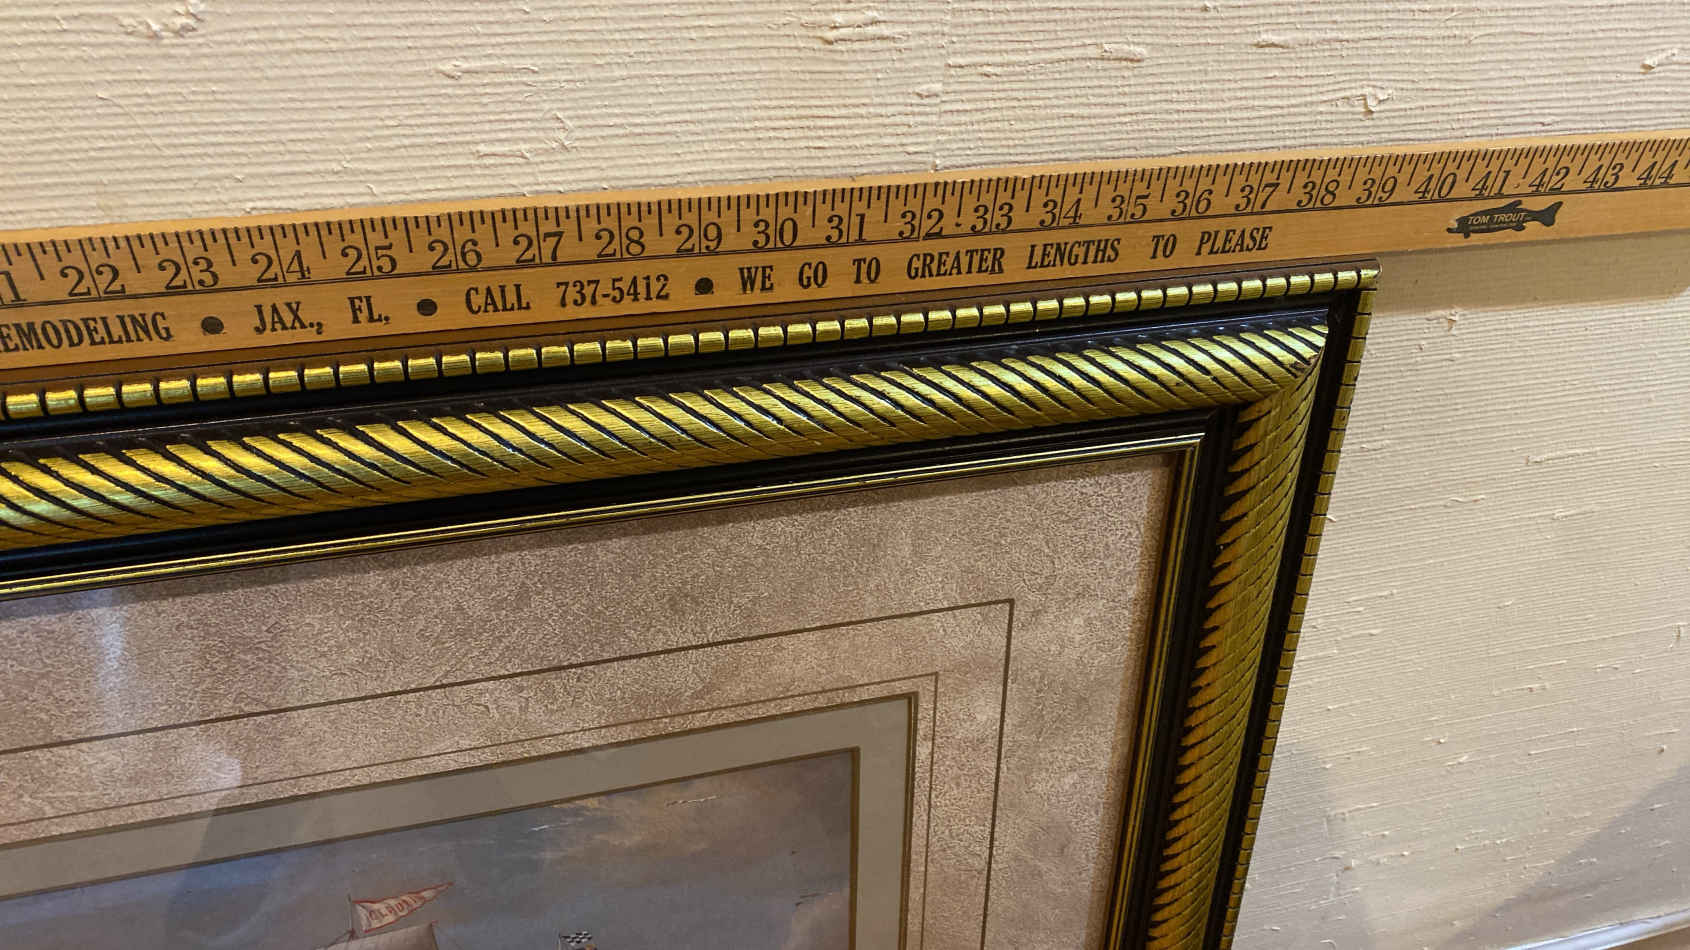 1 22 23 24 25 26 27 28 29 30 31 32 33 34 35 36 37 38 39 40 41 42 43 44
EMODELING ● JAX., FL. ● CALL 737-5412 ● WE GO TO GREATER LENGTHS TO PLEASE
TOM TROUT